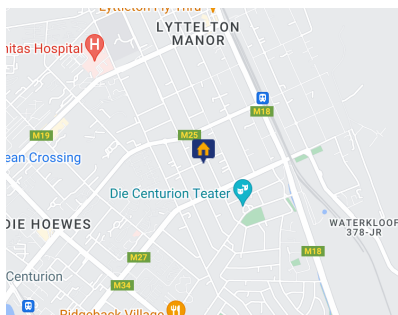 Lyttelton Fly Thru
LYTTELTON
MANOR
nitas Hospital
H
M18
M25
M19
ean Crossing
Die Centurion Teater
DIE HOEWES
WATERKLOOF
378-JR
M27
M18
Centurion
M34
Ridgeback Village